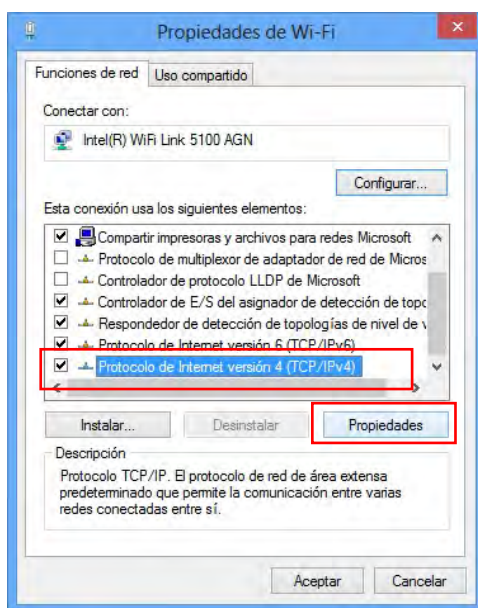 Propiedades de Wi-Fi
Funciones de red
Uso compartido
Conectar con:
Intel(R) WiFi Link 5100 AGN
Configurar...
Esta conexión usa los siguientes elementos:
Compartir impresoras y archivos para redes Microsoft
Protocolo de multiplexor de adaptador de red de Micros
Controlador de protocolo LLDP de Microsoft
Controlador de E/S del asignador de detección de topc
Respondedor de detección de topologías de nivel de v
Protocolo de Internet versión 6 (TCP/IPv6)
Protocolo de Internet versión 4 (TCP/IPv4)
Instalar...
Desinstalar
Propiedades
Descripción
Protocolo TCP/IP. El protocolo de red de área extensa
predeterminado que permite la comunicación entre varias
redes conectadas entre sí.
Aceptar
Cancelar